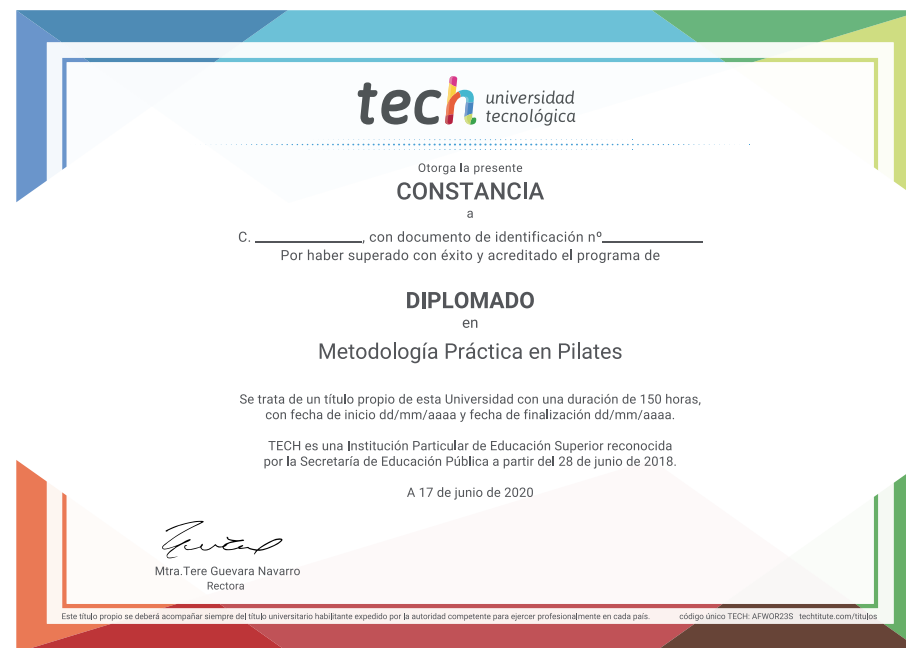 tech universidad
tecnológica
Otorga la presente
CONSTANCIA
a
C. ____________, con documento de identificación nº____________
Por haber superado con éxito y acreditado el programa de
DIPLOMADO
en
Metodología Práctica en Pilates
Se trata de un título propio de esta Universidad con una duración de 150 horas,
con fecha de inicio dd/mm/aaaa y fecha de finalización dd/mm/aaaa.
TECH es una Institución Particular de Educación Superior reconocida
por la Secretaría de Educación Pública a partir del 28 de junio de 2018.
A 17 de junio de 2020
Mtra.Tere Guevara Navarro
Rectora
Este título propio se deberá acompañar siempre del título universitario habilitante expedido por la autoridad competente para ejercer profesionalmente en cada país. código único TECH: AFWOR23S techtitute.com/titulos